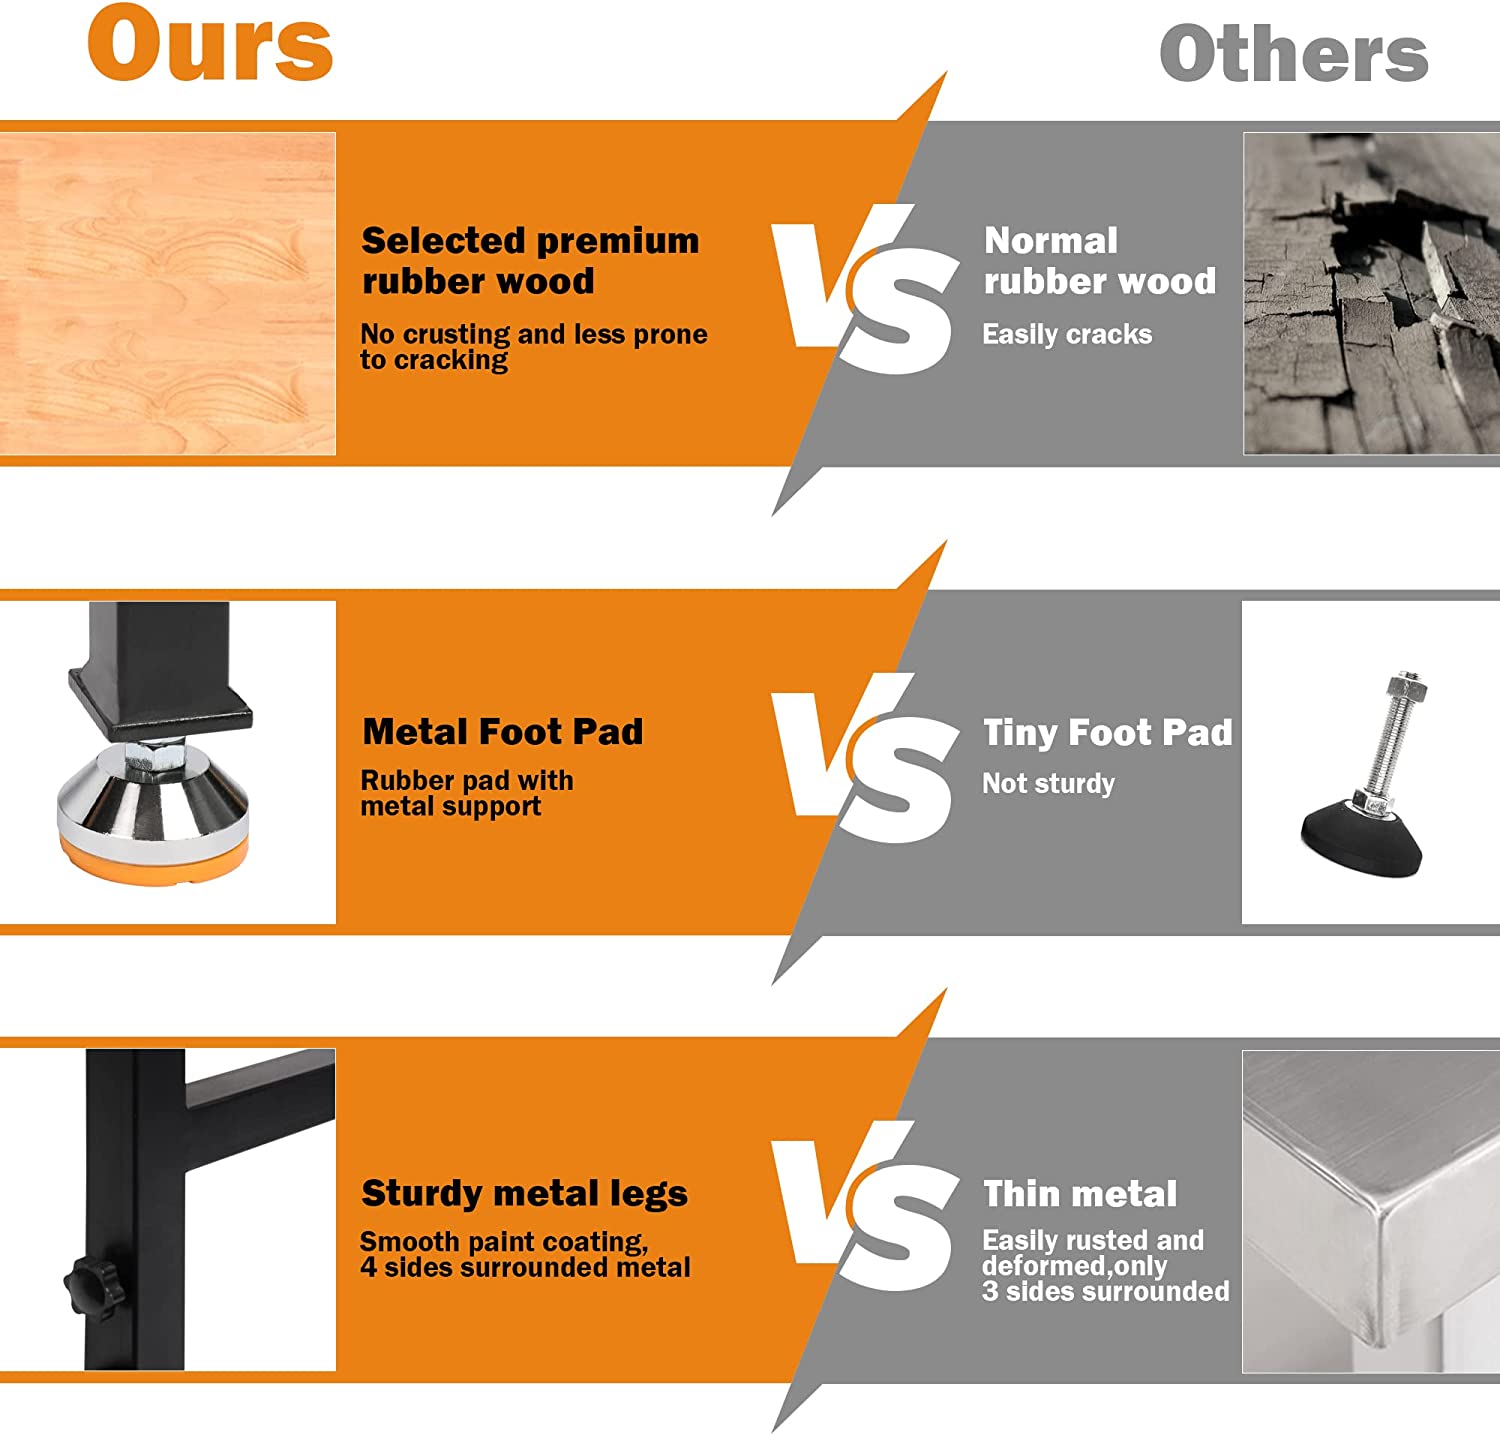 Ours
Others
Selected premium
rubber wood
No crusting and less prone
to cracking
VS
Normal
rubber wood
Easily cracks
Metal Foot Pad
Rubber pad with
metal support
VS
Tiny Foot Pad
Not sturdy
Sturdy metal legs
Smooth paint coating,
4 sides surrounded metal
VS
Thin metal
Easily rusted and
deformed,only
3 sides surrounded